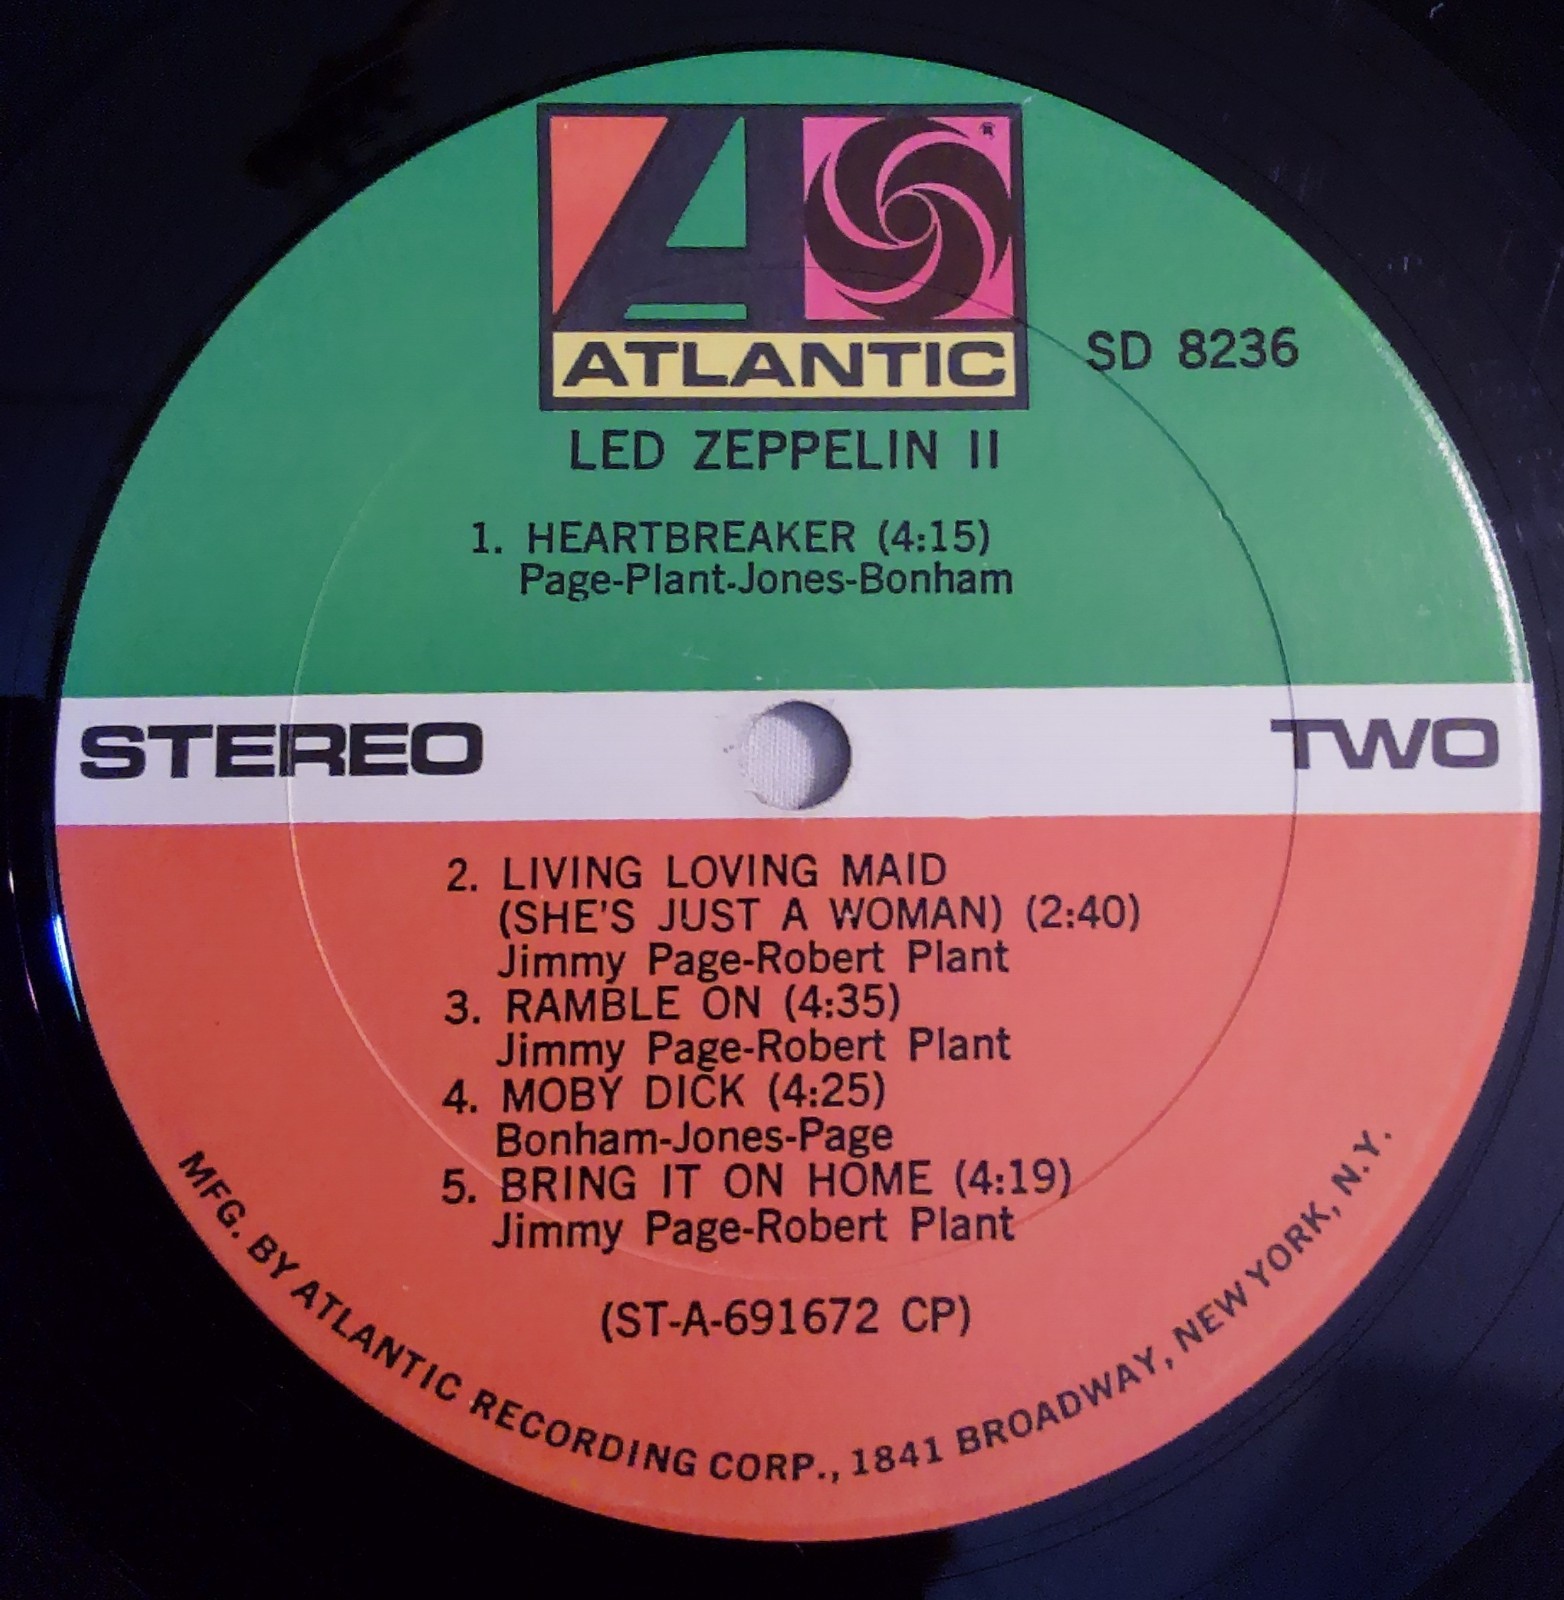 ATLANTIC
®
SD 8236
LED ZEPPELIN II
1. HEARTBREAKER (4:15)
Page-Plant-Jones-Bonham
STEREO
TWO
2. LIVING LOVING MAID
(SHE'S JUST A WOMAN) (2:40)
Jimmy Page-Robert Plant
3. RAMBLE ON (4:35)
Jimmy Page-Robert Plant
4. MOBY DICK (4:25)
Bonham-Jones-Page
5. BRING IT ON HOME (4:19)
Jimmy Page-Robert Plant
(ST-A-691672 CP)
MFG. BY ATLANTIC RECORDING CORP., 1841 BROADWAY, NEW YORK, N.Y.